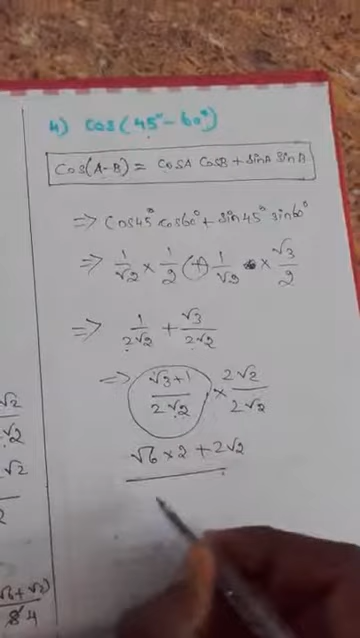 4) cos(45° - 60°)
Cos(A-B) = cosA cosB + sinA sinB
=> Cos45° cos60° + sin45° sin60°
=> 1/√2 × 1/2 (+) 1/√2 × √3/2
=> 1/2√2 + √3/2√2
=> √3+1/2√2 × 2√2/2√2
√6 × 2 + 2√2